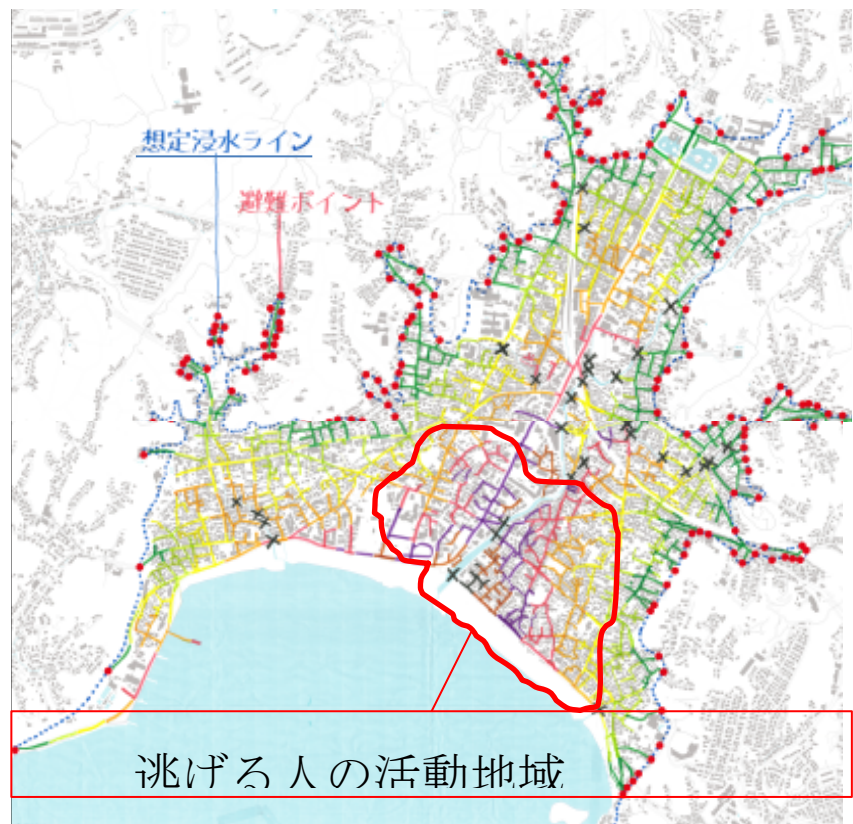 想定浸水ライン
避難ポイント
逃げる人の活動地域